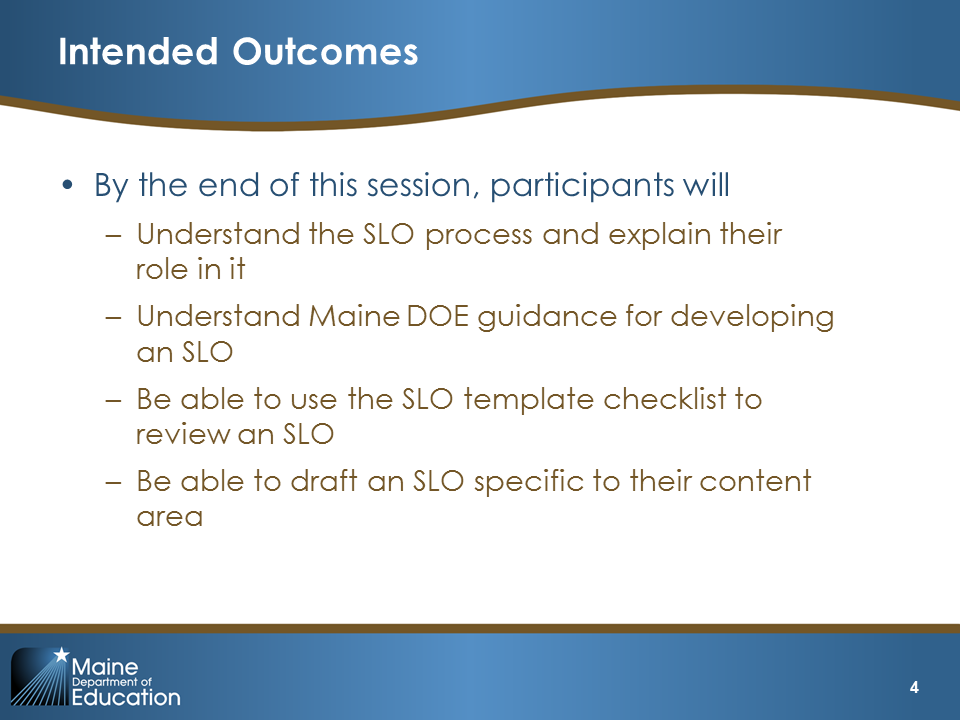 Intended Outcomes
• By the end of this session, participants will
– Understand the SLO process and explain their
role in it
– Understand Maine DOE guidance for developing
an SLO
– Be able to use the SLO template checklist to
review an SLO
– Be able to draft an SLO specific to their content
area
Maine
Department of
Education
4